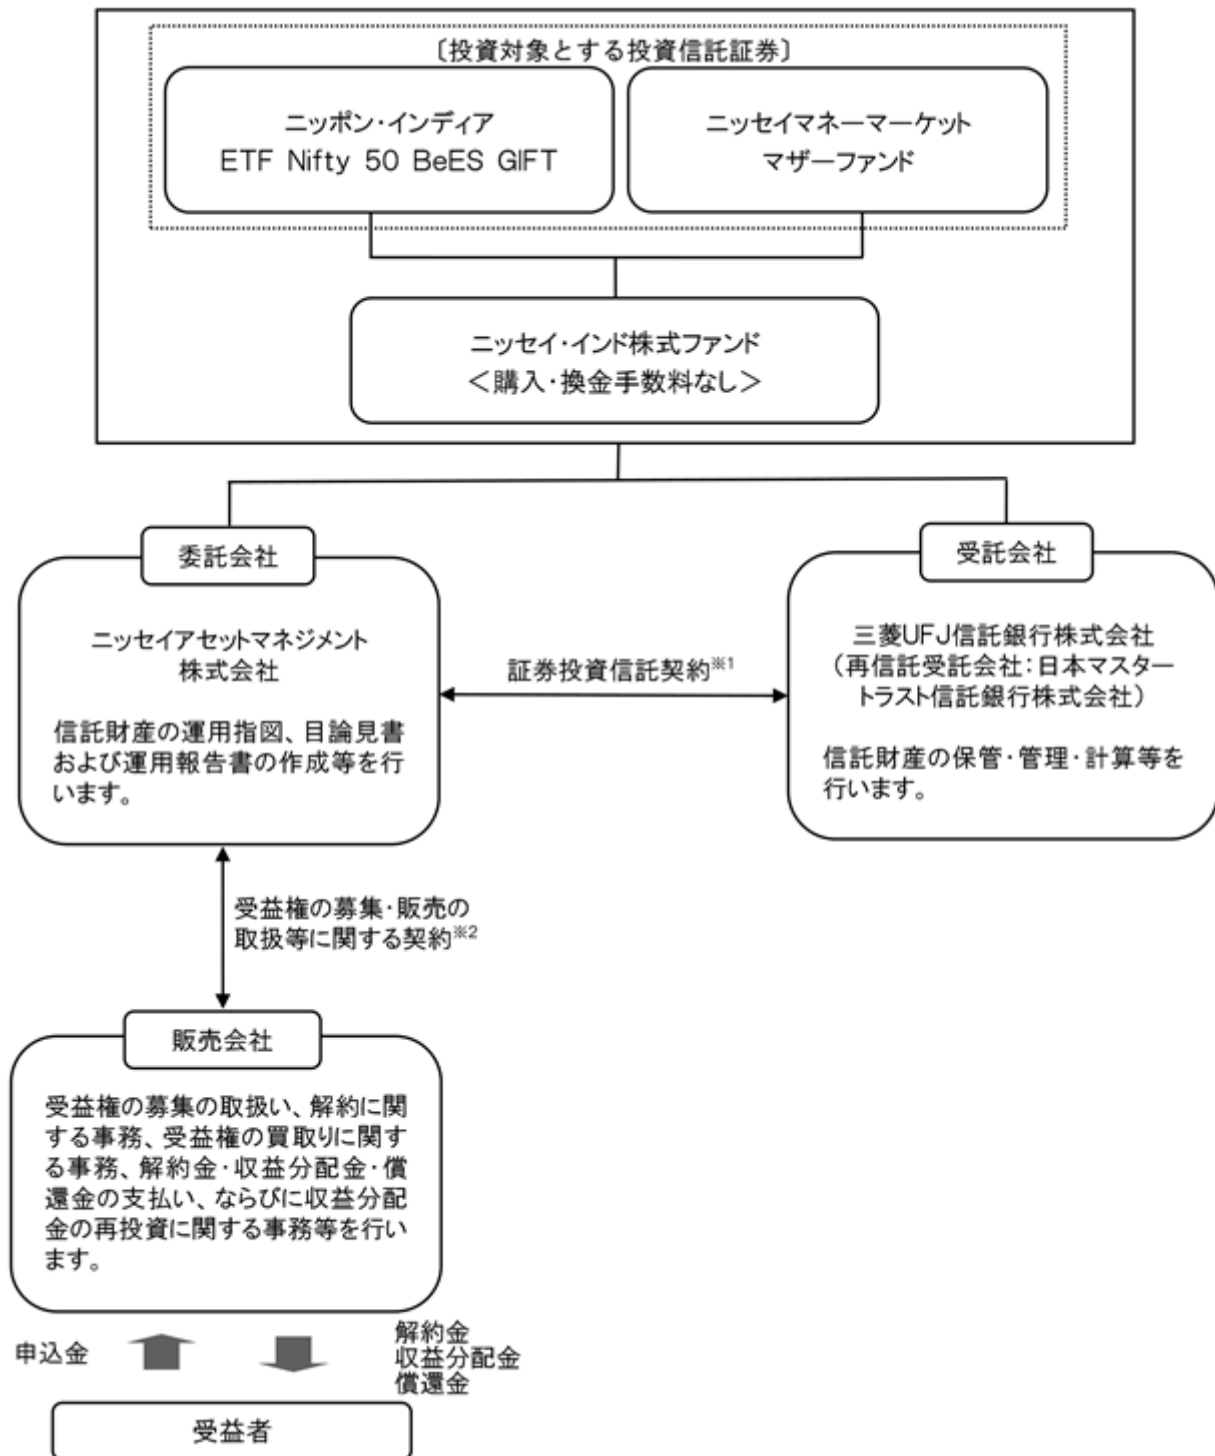 〔投資対象とする投資信託証券〕
ニッポン・インディア
ETF Nifty 50 BeES GIFT
ニッセイマネーマーケット
マザーファンド
ニッセイ・インド株式ファンド
＜購入・換金手数料なし＞
委託会社
ニッセイアセットマネジメント
株式会社
信託財産の運用指図、目論見書
および運用報告書の作成等を行
います。
証券投資信託契約※1
受託会社
三菱UFJ信託銀行株式会社
（再信託受託会社：日本マスター
トラスト信託銀行株式会社）
信託財産の保管・管理・計算等を
行います。
受益権の募集・販売の
取扱等に関する契約※2
販売会社
受益権の募集の取扱い、解約に関
する事務、受益権の買取りに関す
る事務、解約金・収益分配金・償
還金の支払い、ならびに収益分配
金の再投資に関する事務等を行い
ます。
申込金
解約金
収益分配金
償還金
受益者